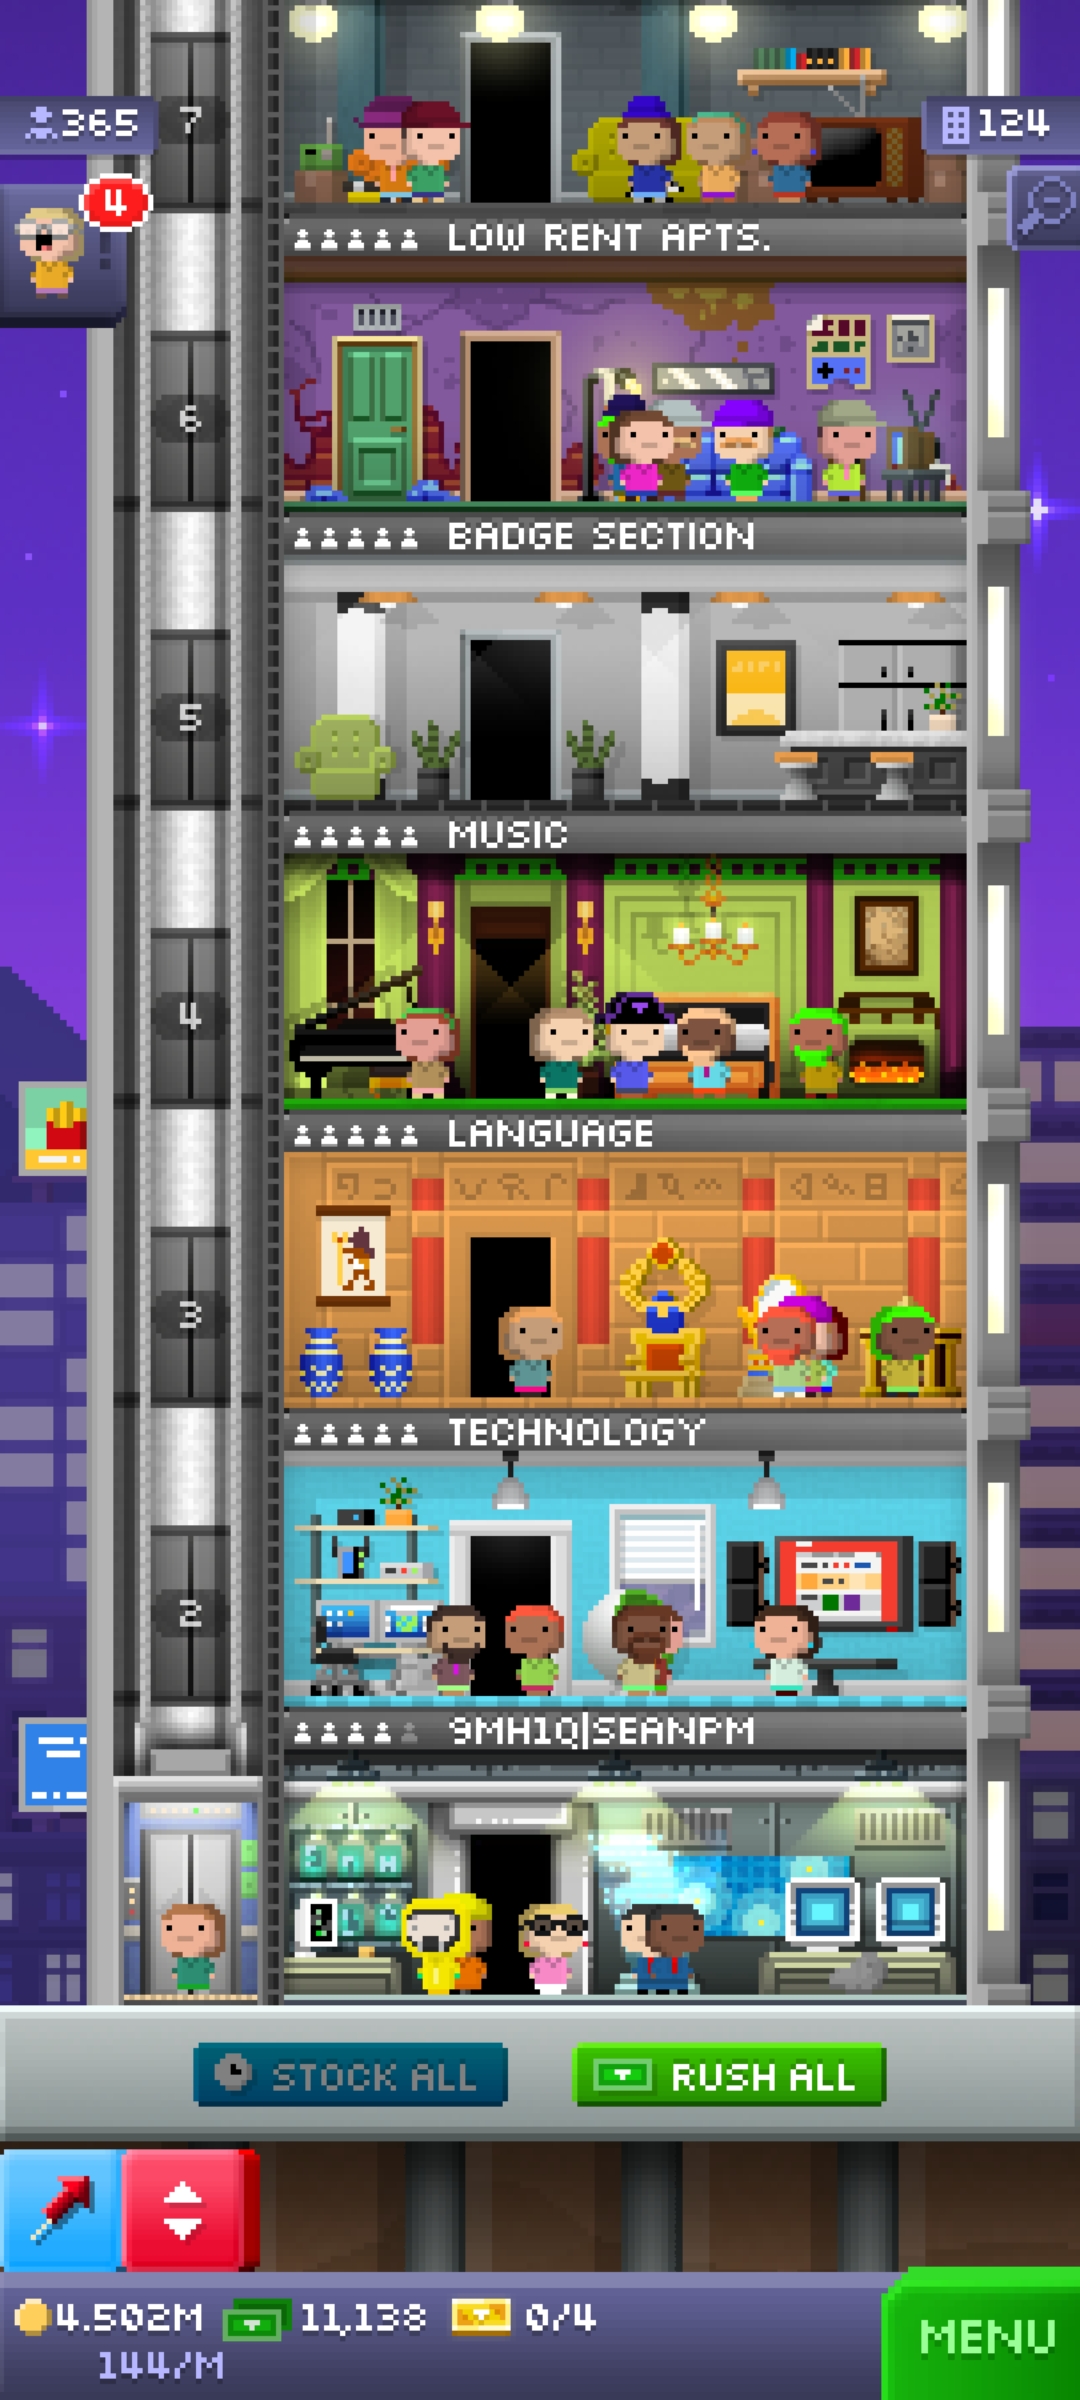 7
365
124
4
LOW RENT APTS.
6
BADGE SECTION
5
MUSIC
4
LANGUAGE
3
TECHNOLOGY
2
9MH1Q|SEANPM
STOCK ALL
RUSH ALL
4.502M
11,138
0/4
144/M
MENU